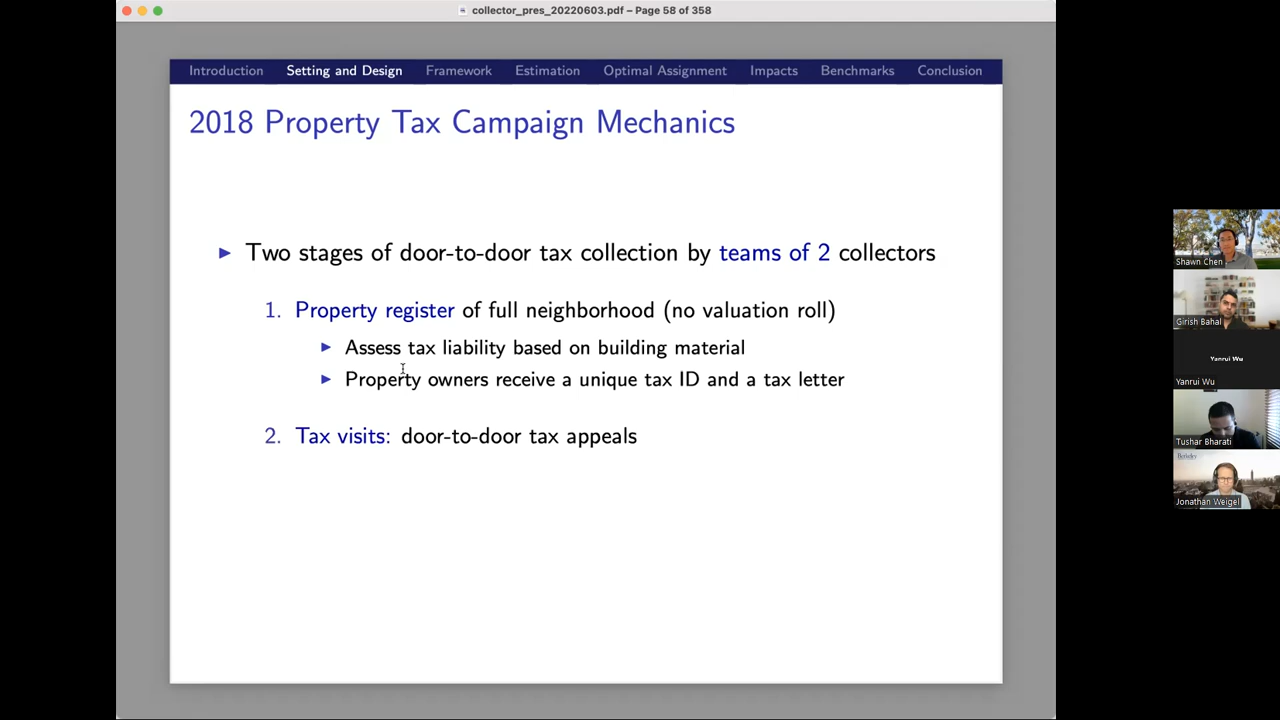 collector_pres_20220603.pdf – Page 58 of 358
Introduction Setting and Design Framework Estimation Optimal Assignment Impacts Benchmarks Conclusion
2018 Property Tax Campaign Mechanics
Two stages of door-to-door tax collection by teams of 2 collectors
1. Property register of full neighborhood (no valuation roll)
Assess tax liability based on building material
Property owners receive a unique tax ID and a tax letter
2. Tax visits: door-to-door tax appeals
Shawn Chen
Girish Bahal
Yanrui Wu
Yanrui Wu
Tushar Bharati
Berkeley
Jonathan Weigel